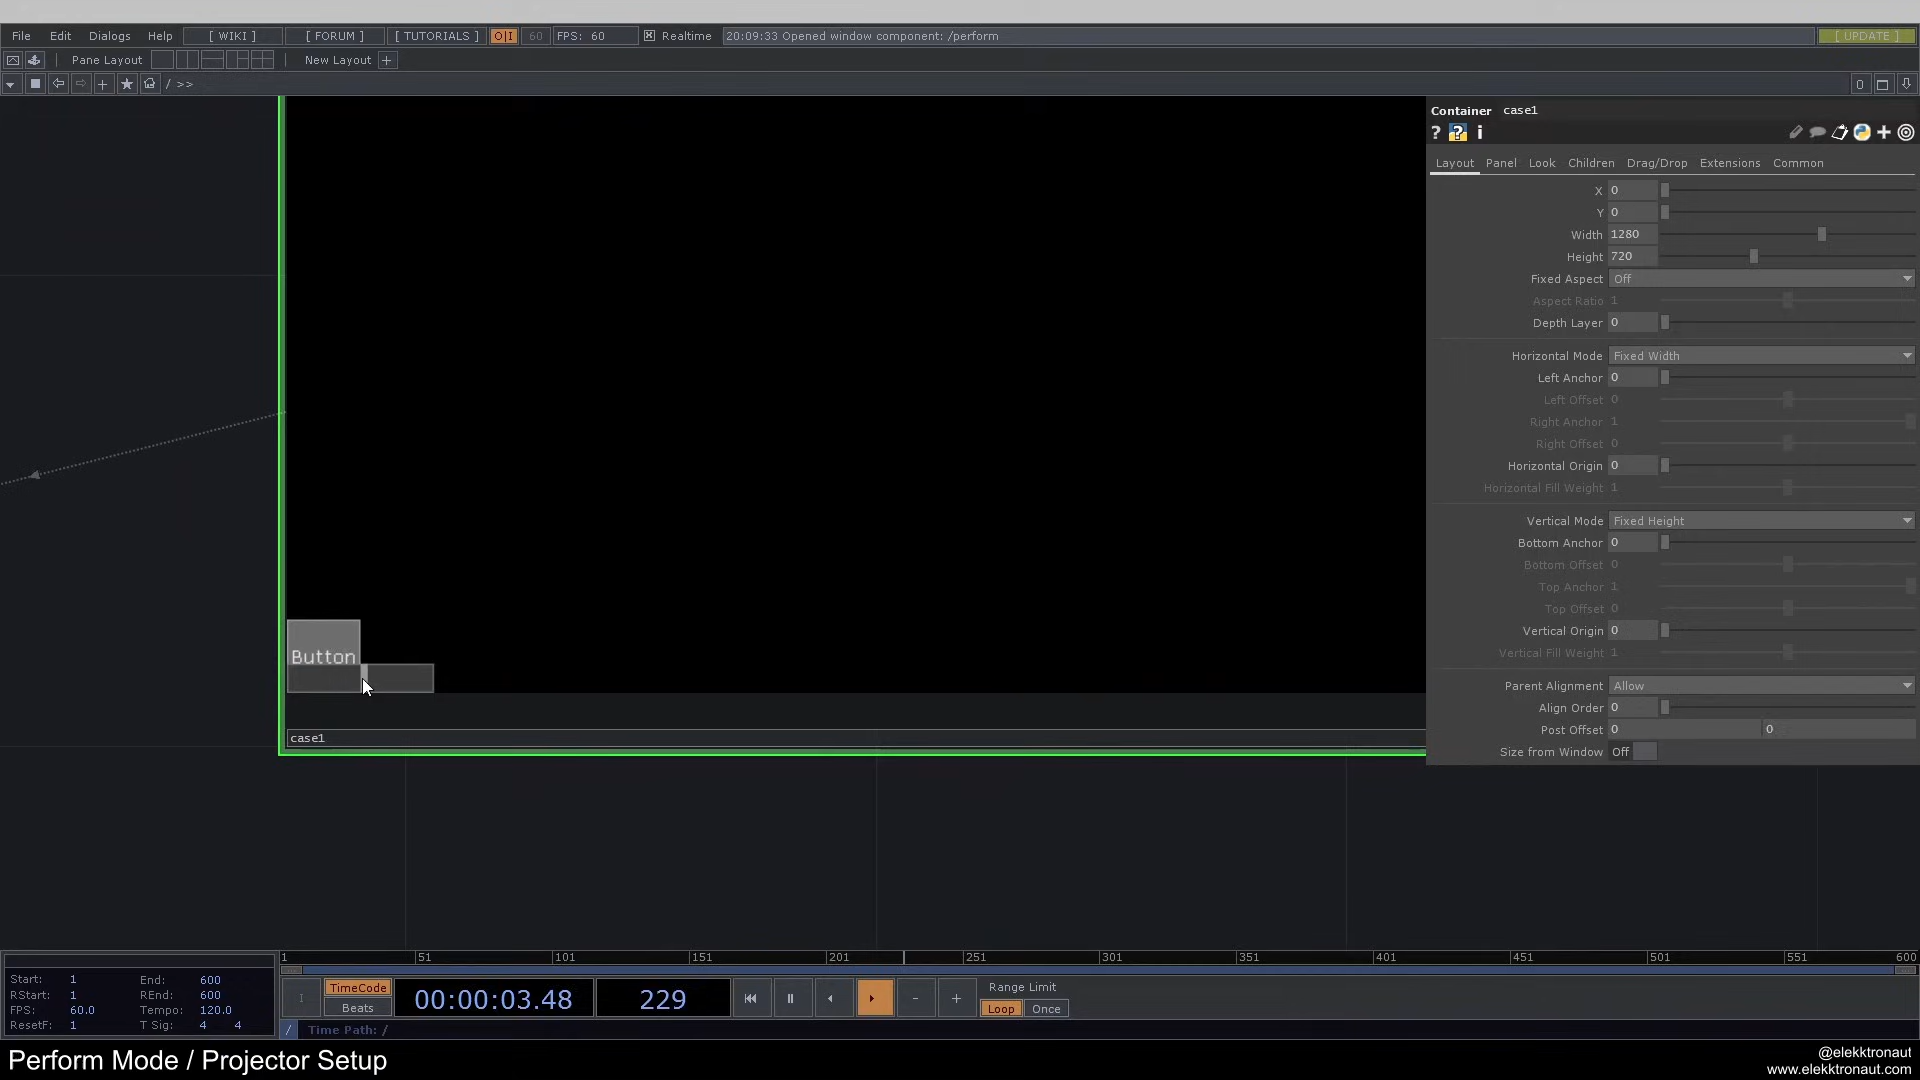 File Edit Dialogs Help [ WIKI ] [ FORUM ] [ TUTORIALS ] O|I 60 FPS: 60 Realtime 20:09:33 Opened window component: /perform [ UPDATE ]
Pane Layout New Layout +
/ >> 0
Container case1
? ? i
Layout Panel Look Children Drag/Drop Extensions Common
X 0
Y 0
Width 1280
Height 720
Fixed Aspect Off
Aspect Ratio 1
Depth Layer 0
Horizontal Mode Fixed Width
Left Anchor 0
Left Offset 0
Right Anchor 1
Right Offset 0
Horizontal Origin 0
Horizontal Fill Weight 1
Vertical Mode Fixed Height
Bottom Anchor 0
Bottom Offset 0
Top Anchor 1
Top Offset 0
Vertical Origin 0
Vertical Fill Weight 1
Parent Alignment Allow
Align Order 0
Post Offset 0 0
Size from Window Off
Button
case1
1 51 101 151 201 251 301 351 401 451 501 551 600
Start: 1 End: 600
RStart: 1 REnd: 600
FPS: 60.0 Tempo: 120.0
ResetF: 1 T Sig: 4 4
I
TimeCode
Beats
00:00:03.48
229
- +
Range Limit
Loop Once
/ Time Path: /
Perform Mode / Projector Setup
@elekktronaut
www.elekktronaut.com